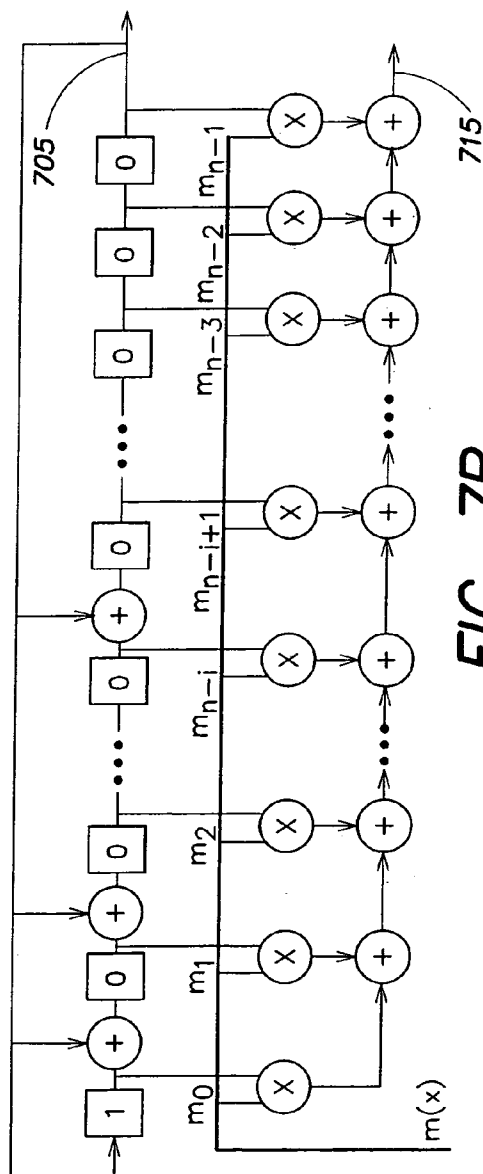 705
1 + 0 + 0 ••• 0 + 0 ••• 0 0 0
m₀ m₁ m₂ mₙ₋ᵢ mₙ₋ᵢ₊₁ mₙ₋₃ mₙ₋₂ mₙ₋₁
X X X X X X X X
m(x)
+ + ••• + + ••• + + +
715
FIG. 7B